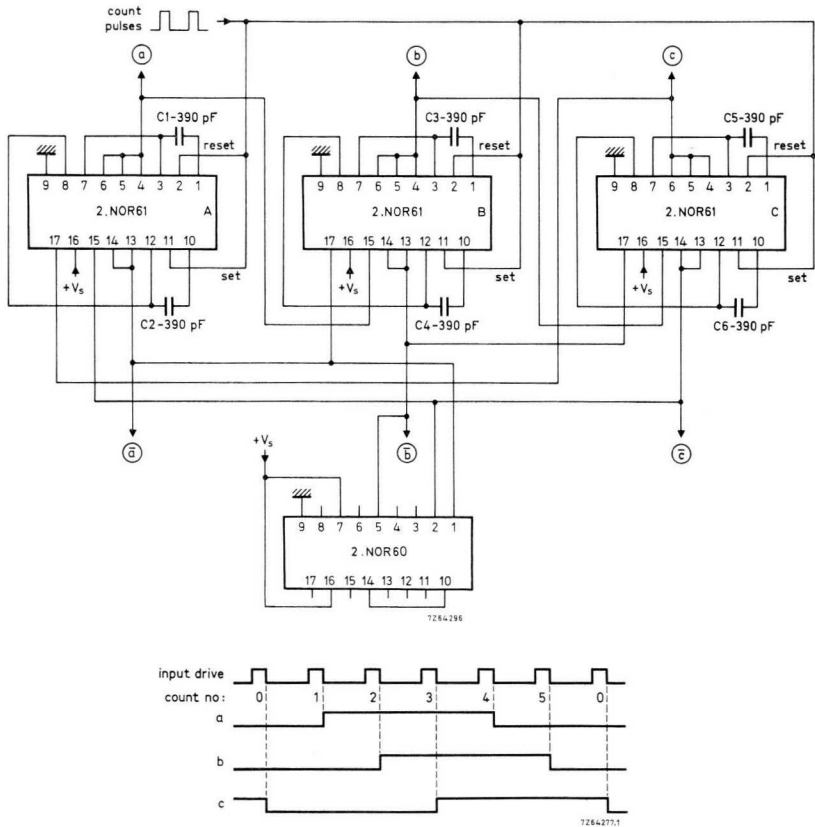 count
pulses
a b c
C1-390 pF C3-390 pF C5-390 pF
reset reset reset
9 8 7 6 5 4 3 2 1 9 8 7 6 5 4 3 2 1 9 8 7 6 5 4 3 2 1
2.NOR61 A 2.NOR61 B 2.NOR61 C
17 16 15 14 13 12 11 10 17 16 15 14 13 12 11 10 17 16 15 14 13 12 11 10
set set
+Vs +Vs +Vs
C2-390 pF C4-390 pF C6-390 pF
+Vs a̅ b̅ c̅
9 8 7 6 5 4 3 2 1
2.NOR60
17 16 15 14 13 12 11 10
7Z64296
input drive
count no: 0 1 2 3 4 5 0
a
b
c
7Z64277.1